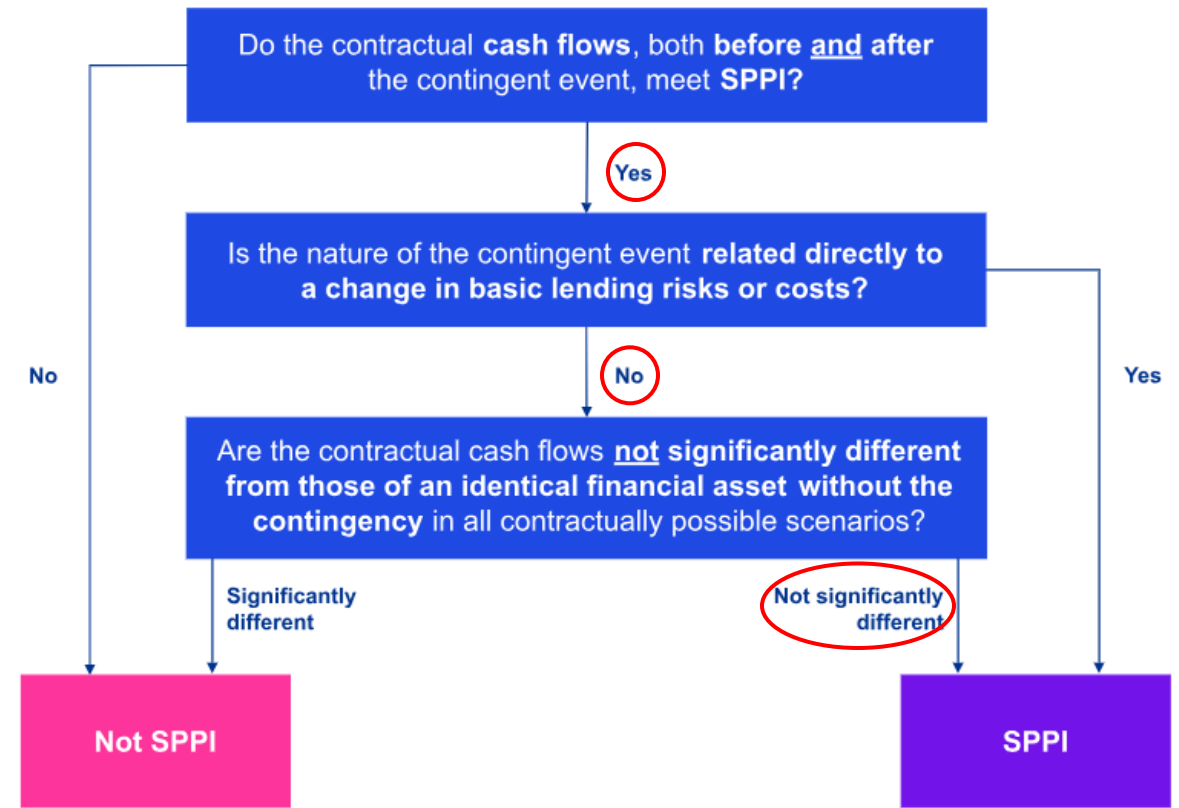 Do the contractual cash flows, both before and after
the contingent event, meet SPPI?
Yes
Is the nature of the contingent event related directly to
a change in basic lending risks or costs?
No
No
Yes
Are the contractual cash flows not significantly different
from those of an identical financial asset without the
contingency in all contractually possible scenarios?
Significantly
different
Not significantly
different
Not SPPI
SPPI